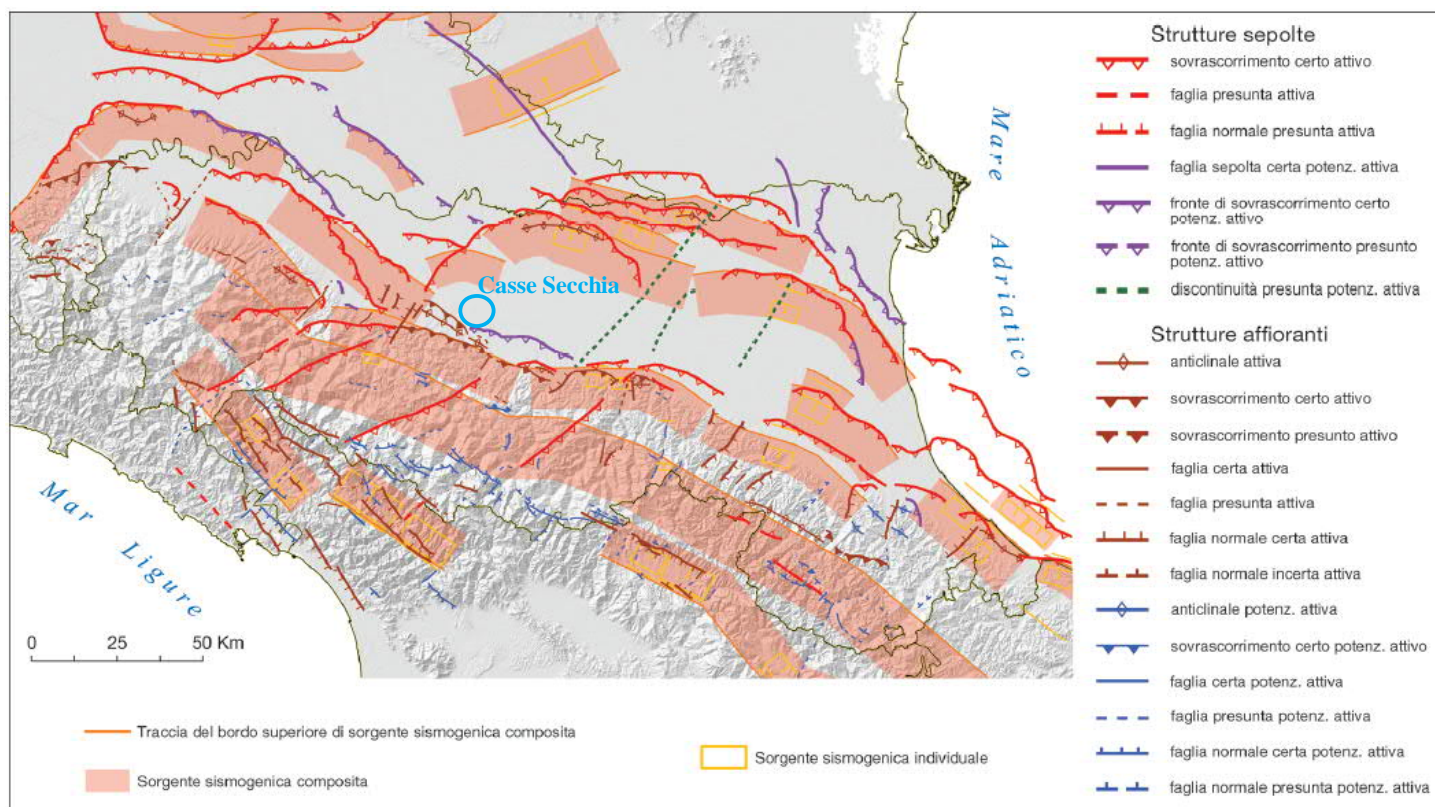 Strutture sepolte
sovrascorrimento certo attivo
faglia presunta attiva
faglia normale presunta attiva
faglia sepolta certa potenz. attiva
fronte di sovrascorrimento certo
potenz. attivo
fronte di sovrascorrimento presunto
potenz. attivo
discontinuità presunta potenz. attiva
Strutture affioranti
anticlinale attiva
sovrascorrimento certo attivo
sovrascorrimento presunto attivo
faglia certa attiva
faglia presunta attiva
faglia normale certa attiva
faglia normale incerta attiva
anticlinale potenz. attiva
sovrascorrimento certo potenz. attivo
faglia certa potenz. attiva
faglia presunta potenz. attiva
faglia normale certa potenz. attiva
faglia normale presunta potenz. attiva
Mare Adriatico
Casse Secchia
Mar Ligure
0 25 50 Km
Traccia del bordo superiore di sorgente sismogenica composita
Sorgente sismogenica composita
Sorgente sismogenica individuale